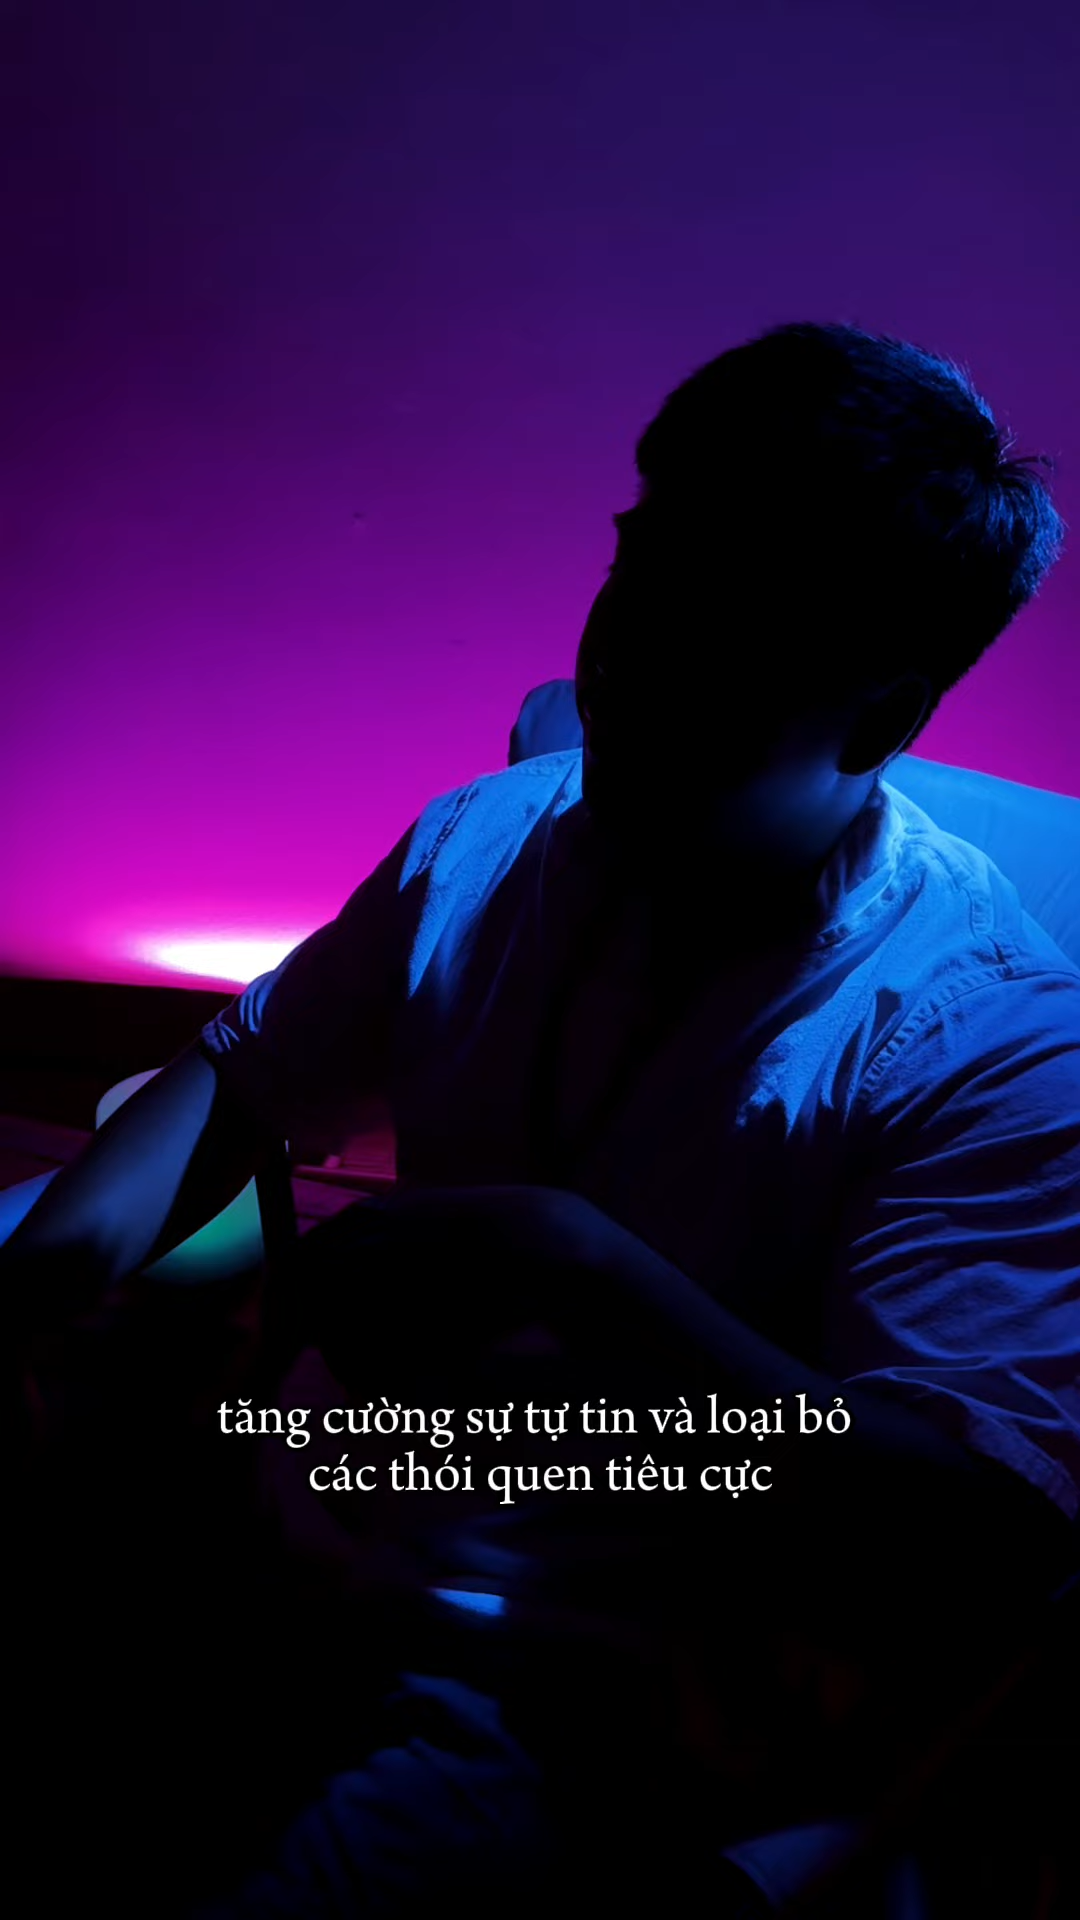 tăng cường sự tự tin và loại bỏ
các thói quen tiêu cực